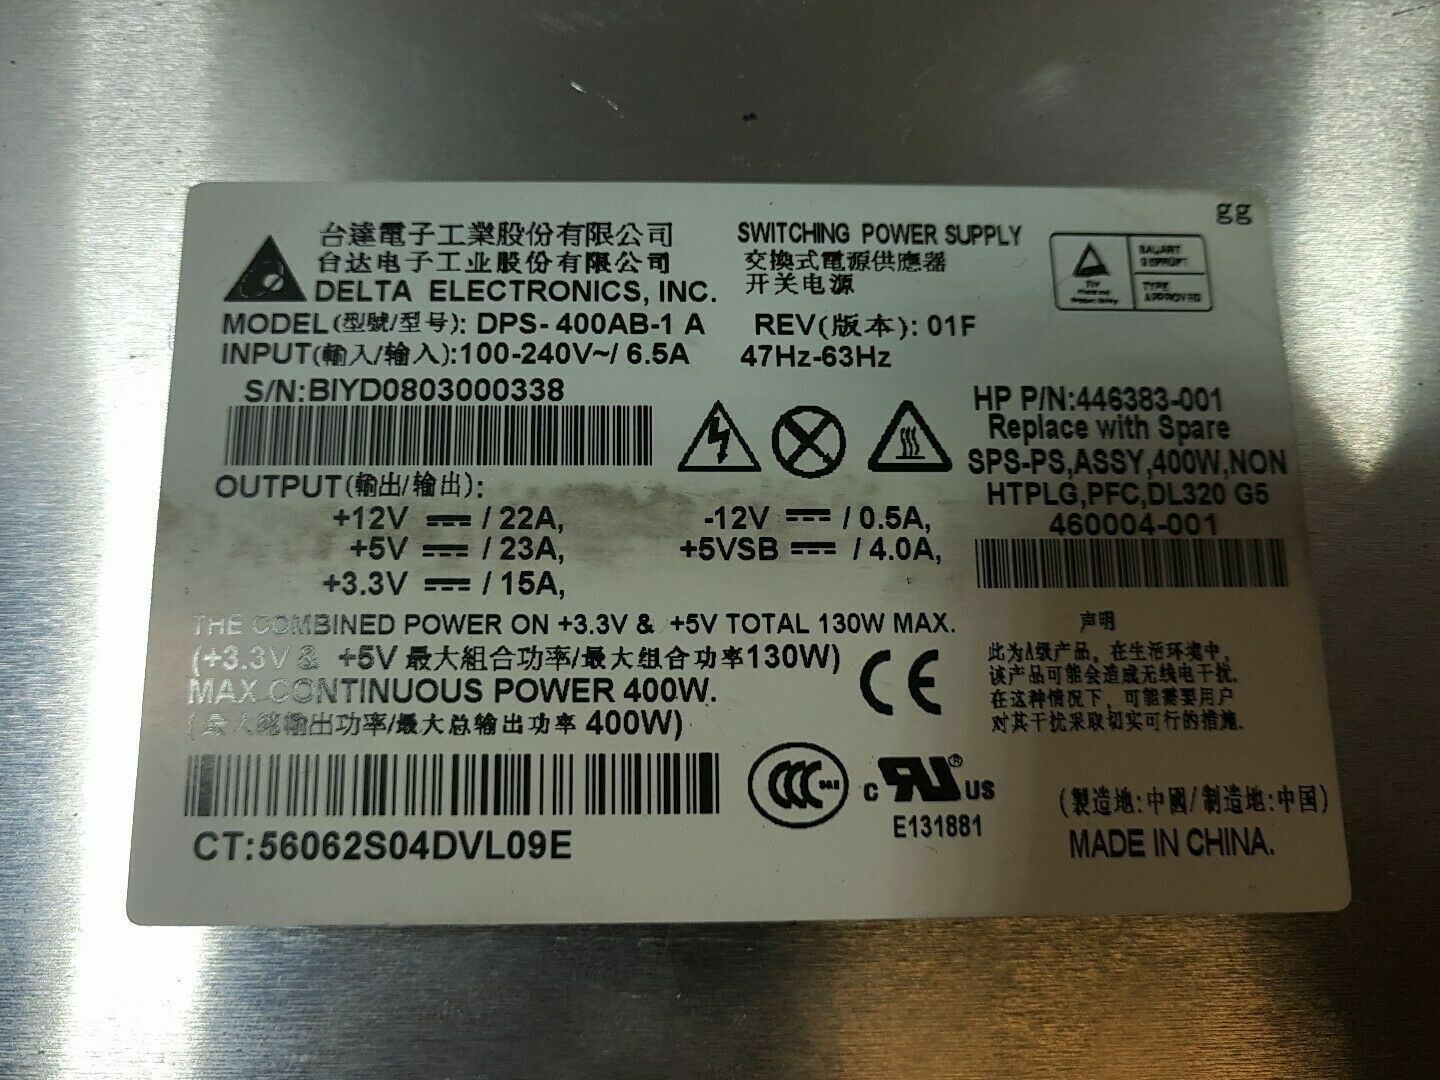 gg
台達電子工業股份有限公司
台达电子工业股份有限公司
DELTA ELECTRONICS, INC.
SWITCHING POWER SUPPLY
交換式電源供應器
开关电源
BAUART
GEPRÜFT
TYPE
APPROVED
MODEL(型號/型号): DPS-400AB-1 A REV(版本): 01F
INPUT(輸入/输入):100-240V~/ 6.5A 47Hz-63Hz
S/N:BIYD0803000338
HP P/N:446383-001
Replace with Spare
SPS-PS,ASSY,400W,NON
HTPLG,PFC,DL320 G5
460004-001
OUTPUT(輸出/输出):
+12V / 22A, -12V / 0.5A,
+5V / 23A, +5VSB / 4.0A,
+3.3V / 15A,
THE COMBINED POWER ON +3.3V & +5V TOTAL 130W MAX.
(+3.3V & +5V 最大組合功率/最大组合功率130W)
MAX.CONTINUOUS POWER 400W.
(最大總輸出功率/最大总输出功率 400W)
CE
声明
此为A级产品，在生活环境中,
该产品可能会造成无线电干扰.
在这种情况下，可能需要用户
对其干扰采取切实可行的措施.
CT:56062S04DVL09E
CCC
c RU ® US
E131881
(製造地:中國/制造地:中国)
MADE IN CHINA.